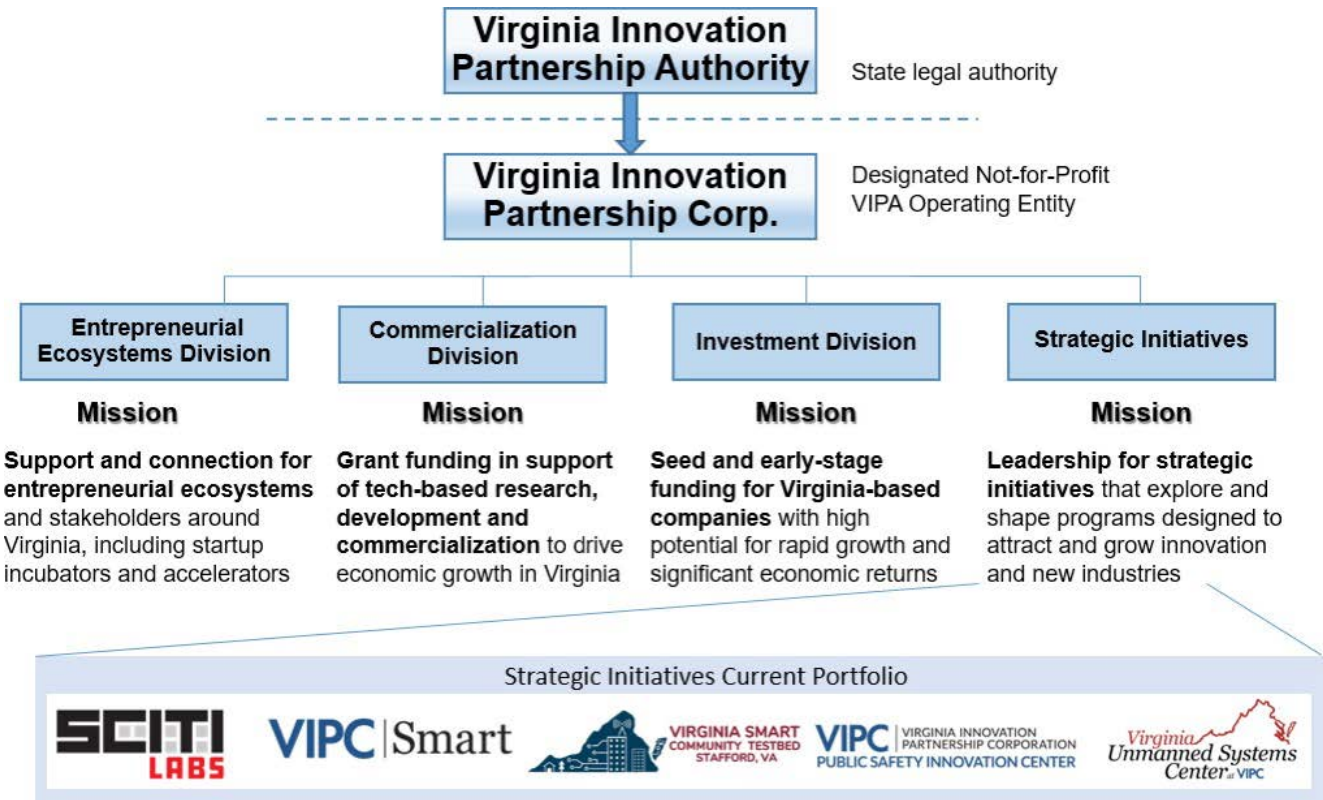 Virginia Innovation
Partnership Authority
State legal authority
Virginia Innovation
Partnership Corp.
Designated Not-for-Profit
VIPA Operating Entity
Entrepreneurial
Ecosystems Division
Mission
Support and connection for
entrepreneurial ecosystems
and stakeholders around
Virginia, including startup
incubators and accelerators
Commercialization
Division
Mission
Grant funding in support
of tech-based research,
development and
commercialization to drive
economic growth in Virginia
Investment Division
Mission
Seed and early-stage
funding for Virginia-based
companies with high
potential for rapid growth and
significant economic returns
Strategic Initiatives
Mission
Leadership for strategic
initiatives that explore and
shape programs designed to
attract and grow innovation
and new industries
Strategic Initiatives Current Portfolio
SCITI
LABS
VIPC | Smart
VIRGINIA SMART
COMMUNITY TESTBED
STAFFORD, VA
VIPC | VIRGINIA INNOVATION
PARTNERSHIP CORPORATION
PUBLIC SAFETY INNOVATION CENTER
Virginia
Unmanned Systems
Center at VIPC